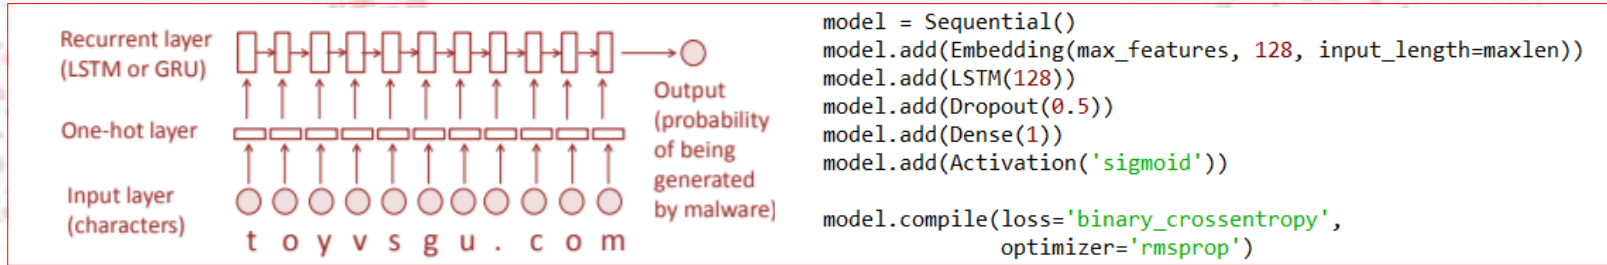 Recurrent layer
(LSTM or GRU)
One-hot layer
Input layer
(characters)
t o y v s g u . c o m
Output
(probability
of being
generated
by malware)
model = Sequential()
model.add(Embedding(max_features, 128, input_length=maxlen))
model.add(LSTM(128))
model.add(Dropout(0.5))
model.add(Dense(1))
model.add(Activation('sigmoid'))
model.compile(loss='binary_crossentropy',
optimizer='rmsprop')